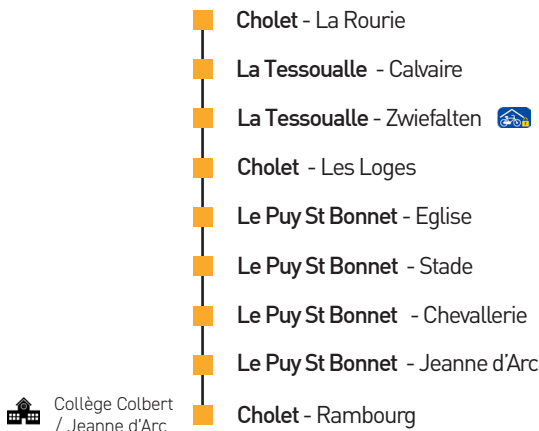 Cholet - La Rourie
La Tessoualle - Calvaire
La Tessoualle - Zwiefalten
Cholet - Les Loges
Le Puy St Bonnet - Eglise
Le Puy St Bonnet - Stade
Le Puy St Bonnet - Chevallerie
Le Puy St Bonnet - Jeanne d'Arc
Collège Colbert
/ Jeanne d'Arc
Cholet - Rambourg